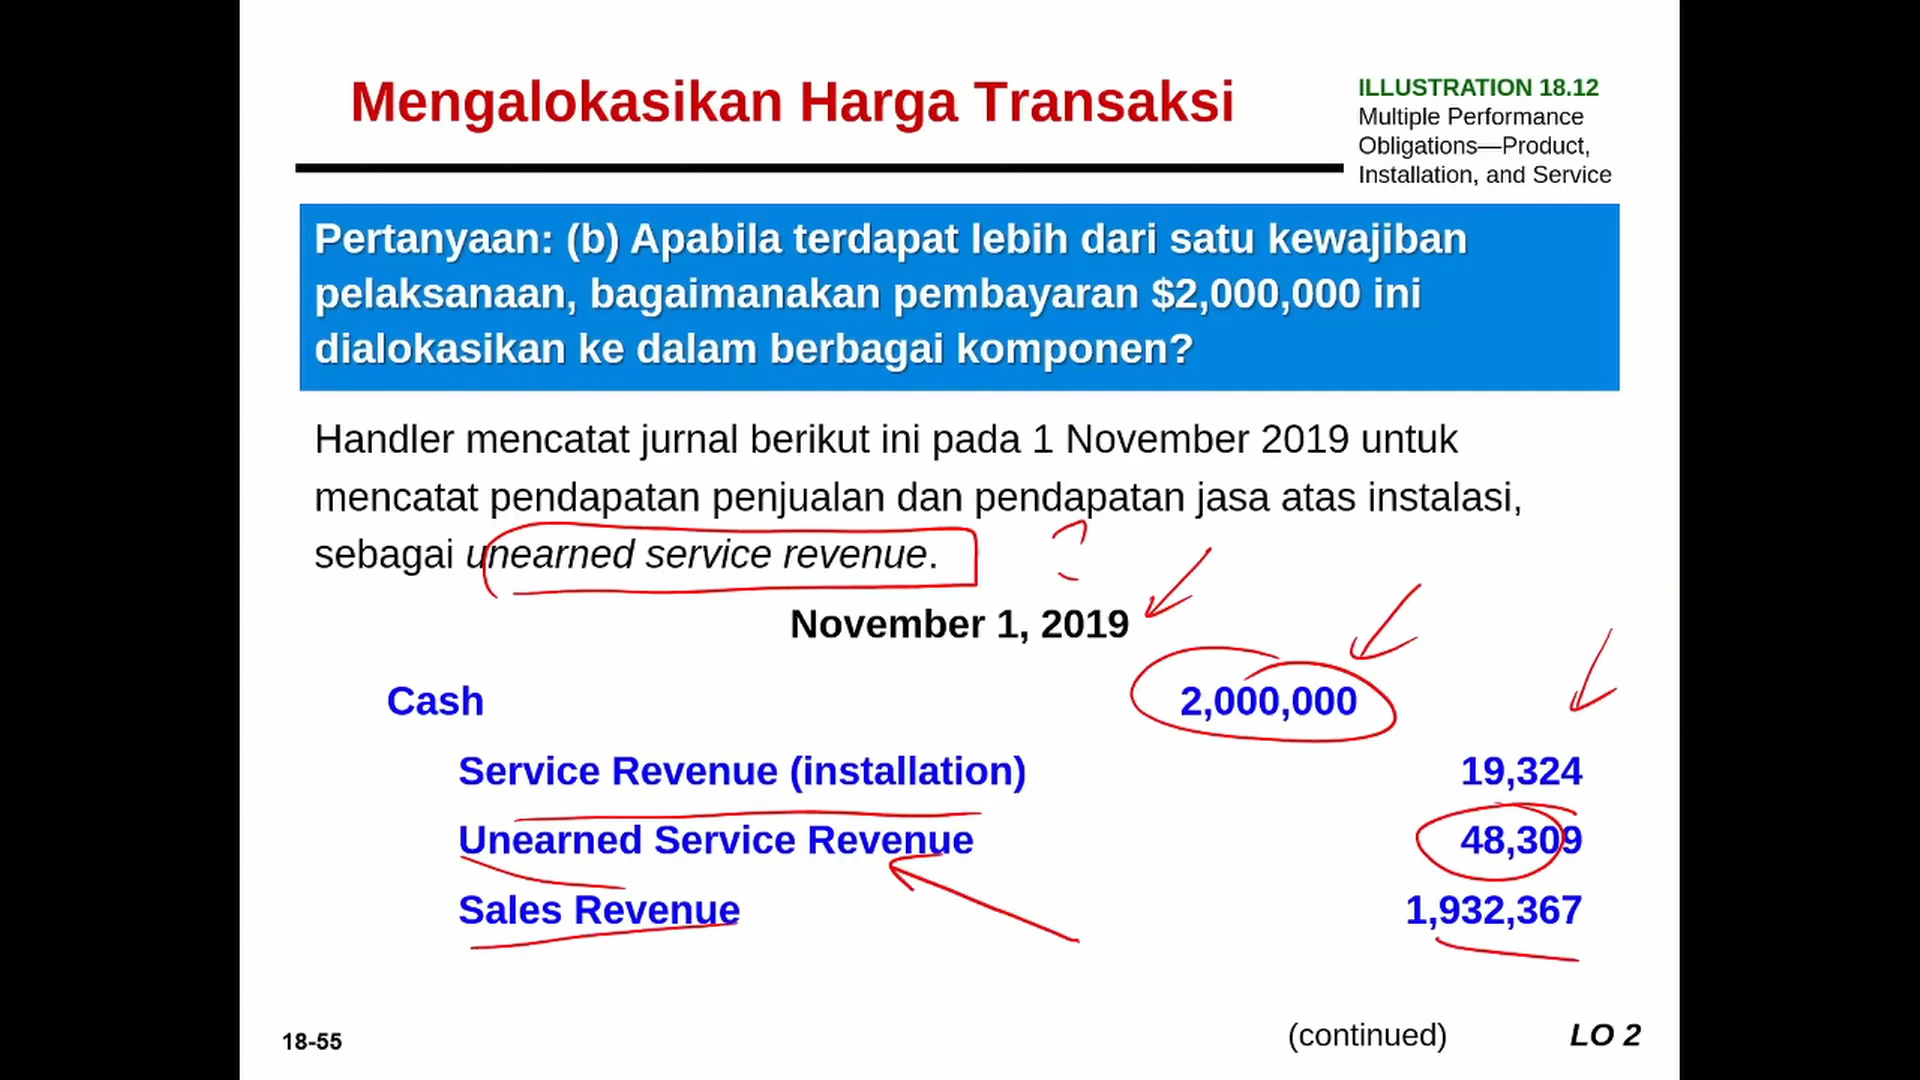 Mengalokasikan Harga Transaksi
ILLUSTRATION 18.12
Multiple Performance
Obligations—Product,
Installation, and Service
Pertanyaan: (b) Apabila terdapat lebih dari satu kewajiban
pelaksanaan, bagaimanakan pembayaran $2,000,000 ini
dialokasikan ke dalam berbagai komponen?
Handler mencatat jurnal berikut ini pada 1 November 2019 untuk
mencatat pendapatan penjualan dan pendapatan jasa atas instalasi,
sebagai unearned service revenue.
November 1, 2019
Cash 2,000,000
Service Revenue (installation) 19,324
Unearned Service Revenue 48,309
Sales Revenue 1,932,367
18-55
(continued) LO 2